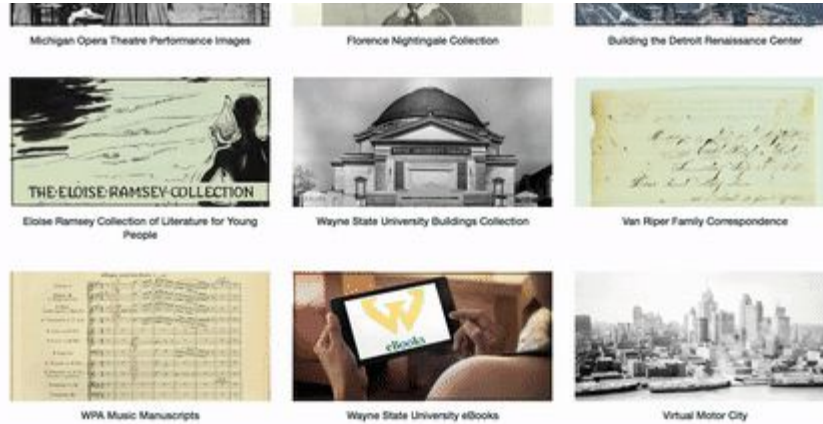 Michigan Opera Theatre Performance Images
Florence Nightingale Collection
Building the Detroit Renaissance Center
THE·ELOISE·RAMSEY·COLLECTION
Eloise Ramsey Collection of Literature for Young
People
Wayne State University Buildings Collection
Van Riper Family Correspondence
W
eBooks
WPA Music Manuscripts
Wayne State University eBooks
Virtual Motor City